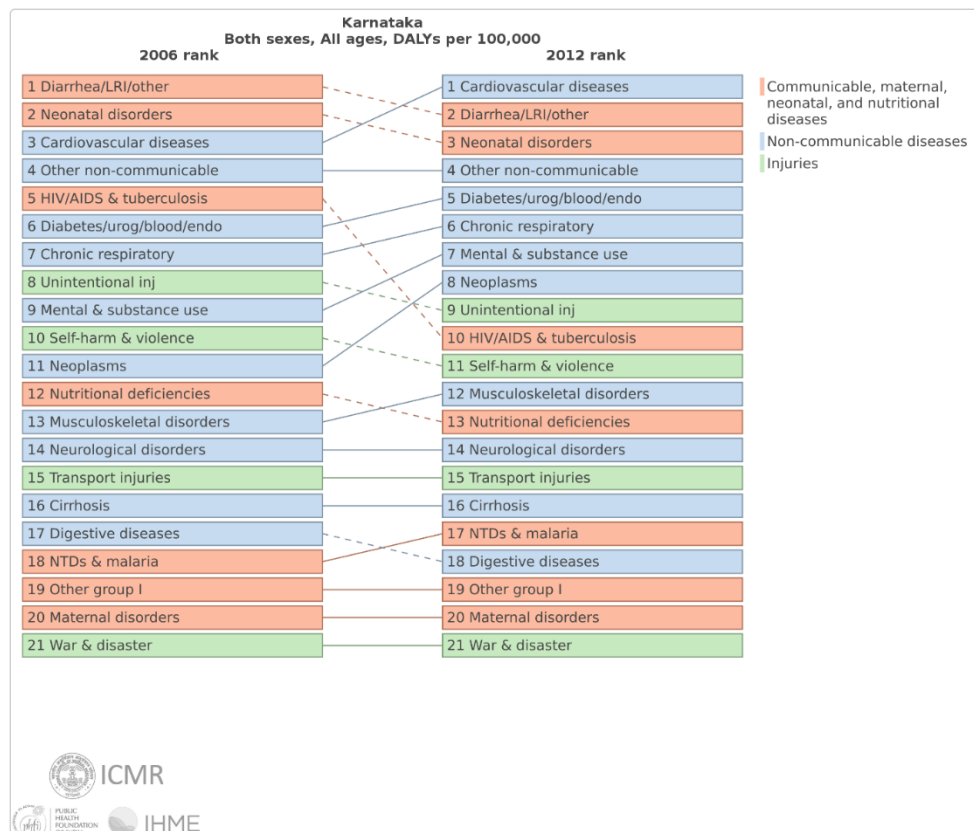 Karnataka
Both sexes, All ages, DALYs per 100,000
2006 rank
2012 rank
1 Diarrhea/LRI/other
2 Neonatal disorders
3 Cardiovascular diseases
4 Other non-communicable
5 HIV/AIDS & tuberculosis
6 Diabetes/urog/blood/endo
7 Chronic respiratory
8 Unintentional inj
9 Mental & substance use
10 Self-harm & violence
11 Neoplasms
12 Nutritional deficiencies
13 Musculoskeletal disorders
14 Neurological disorders
15 Transport injuries
16 Cirrhosis
17 Digestive diseases
18 NTDs & malaria
19 Other group I
20 Maternal disorders
21 War & disaster
1 Cardiovascular diseases
2 Diarrhea/LRI/other
3 Neonatal disorders
4 Other non-communicable
5 Diabetes/urog/blood/endo
6 Chronic respiratory
7 Mental & substance use
8 Neoplasms
9 Unintentional inj
10 HIV/AIDS & tuberculosis
11 Self-harm & violence
12 Musculoskeletal disorders
13 Nutritional deficiencies
14 Neurological disorders
15 Transport injuries
16 Cirrhosis
17 NTDs & malaria
18 Digestive diseases
19 Other group I
20 Maternal disorders
21 War & disaster
Communicable, maternal,
neonatal, and nutritional
diseases
Non-communicable diseases
Injuries
ICMR
PUBLIC
HEALTH
FOUNDATION
IHME